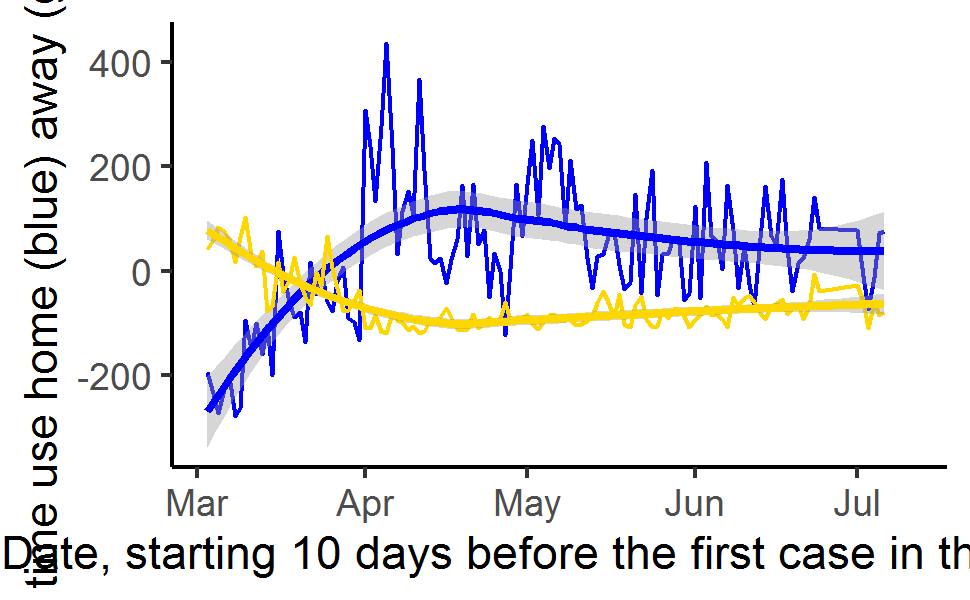 time use home (blue) away (
400
200
0
-200
Mar Apr May Jun Jul
Date, starting 10 days before the first case in th